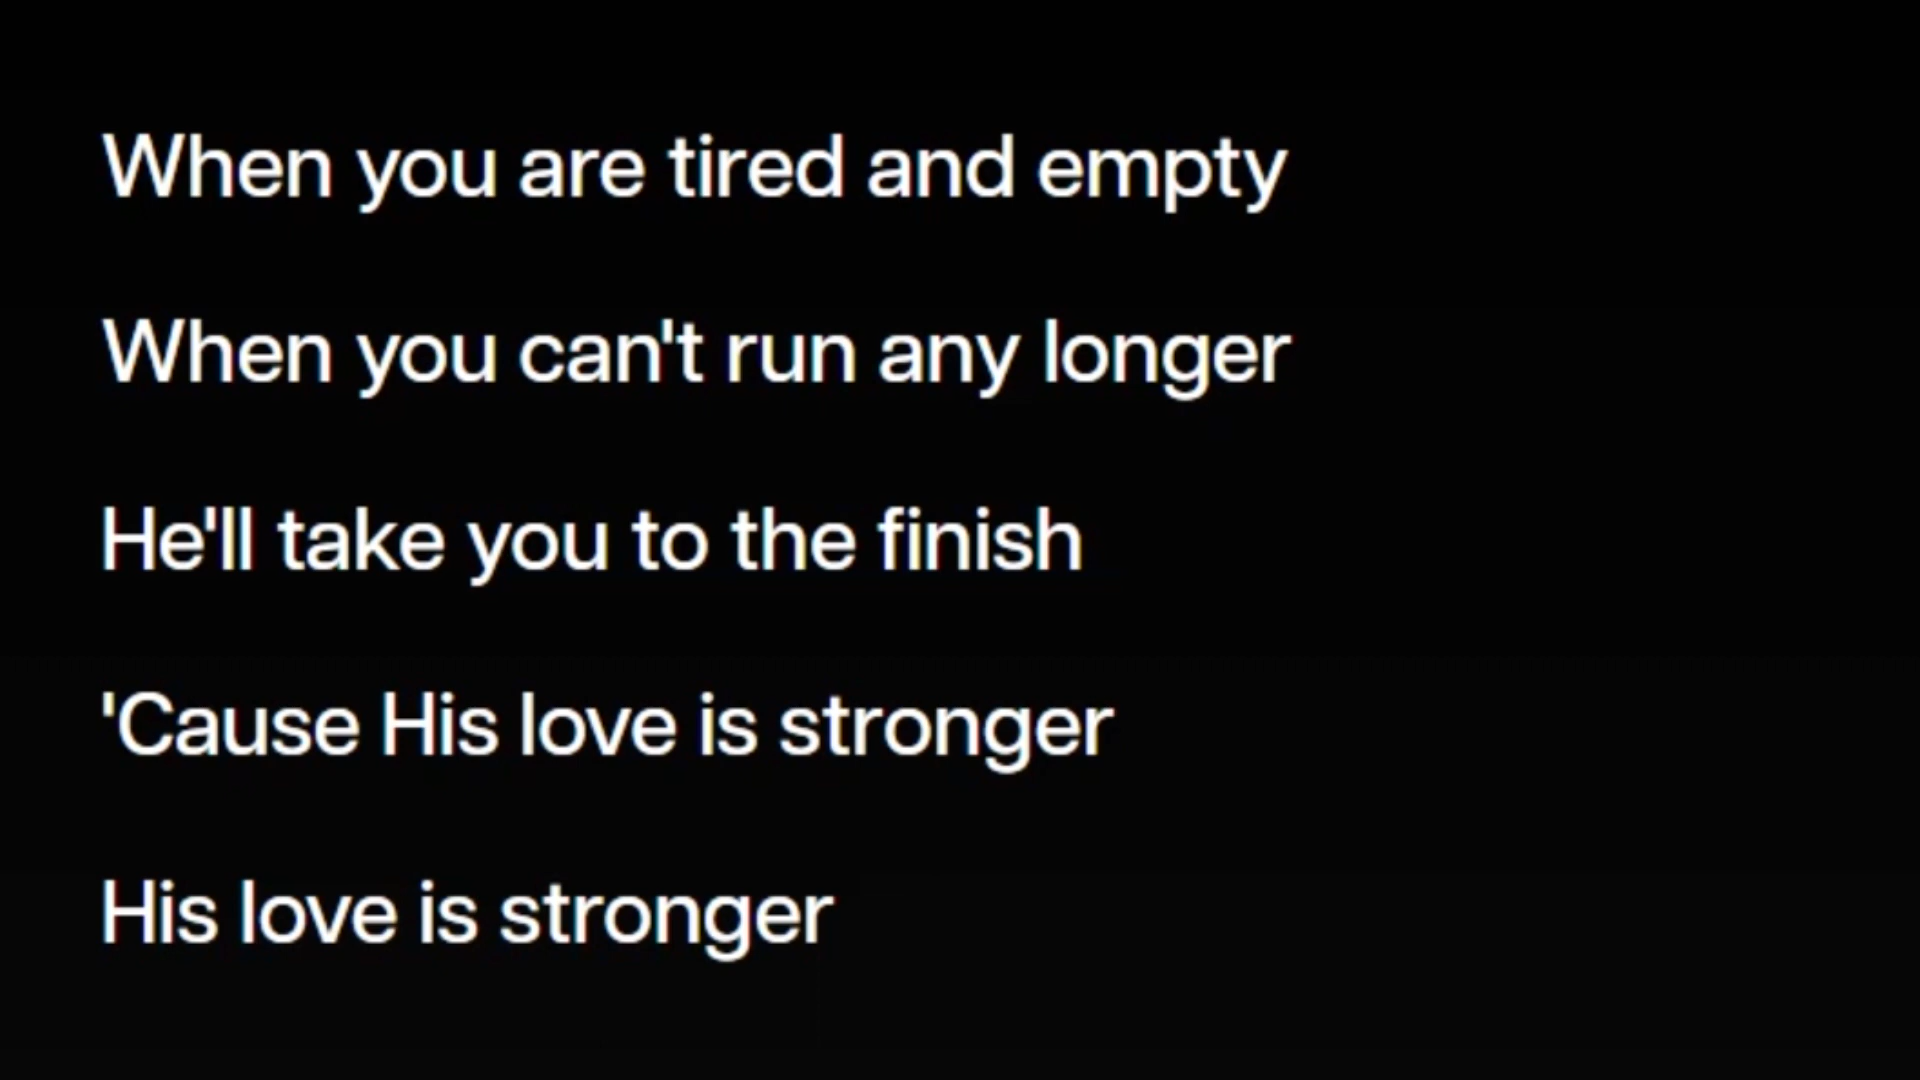 When you are tired and empty
When you can't run any longer
He'll take you to the finish
'Cause His love is stronger
His love is stronger